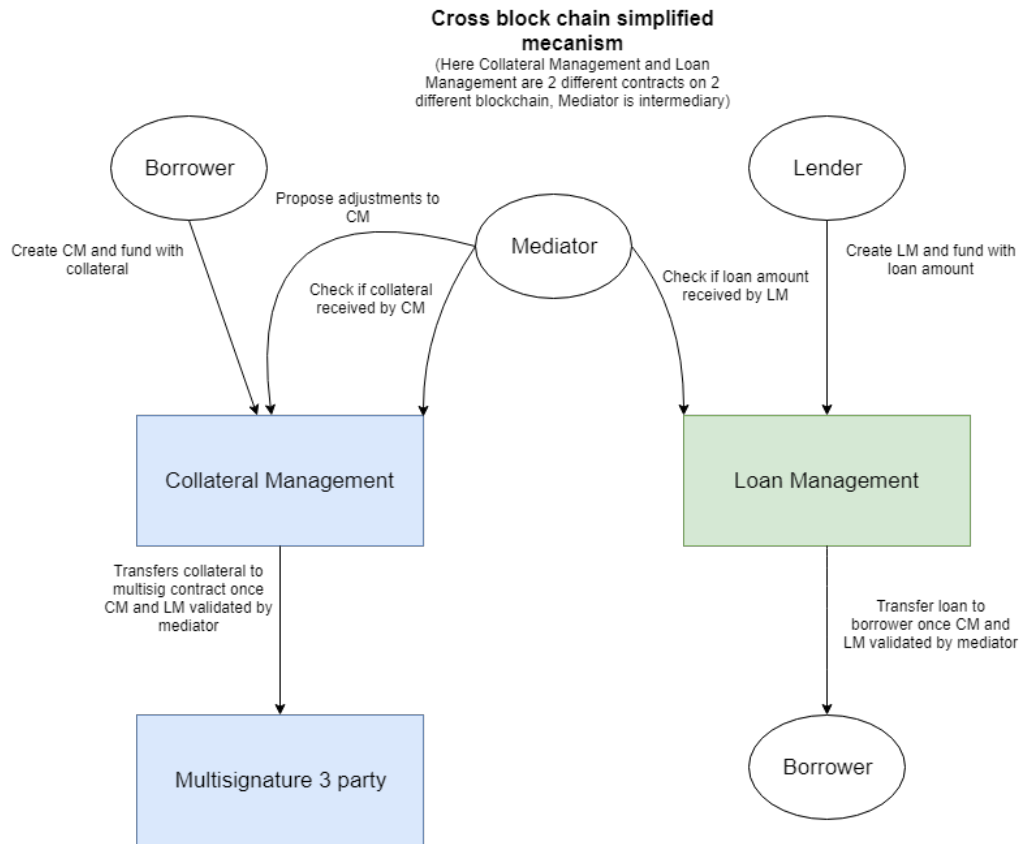 Cross block chain simplified
mecanism
(Here Collateral Management and Loan
Management are 2 different contracts on 2
different blockchain, Mediator is intermediary)
Borrower
Lender
Propose adjustments to
CM
Mediator
Create CM and fund with
collateral
Check if collateral
received by CM
Check if loan amount
received by LM
Create LM and fund with
loan amount
Collateral Management
Loan Management
Transfers collateral to
multisig contract once
CM and LM validated by
mediator
Transfer loan to
borrower once CM and
LM validated by mediator
Multisignature 3 party
Borrower